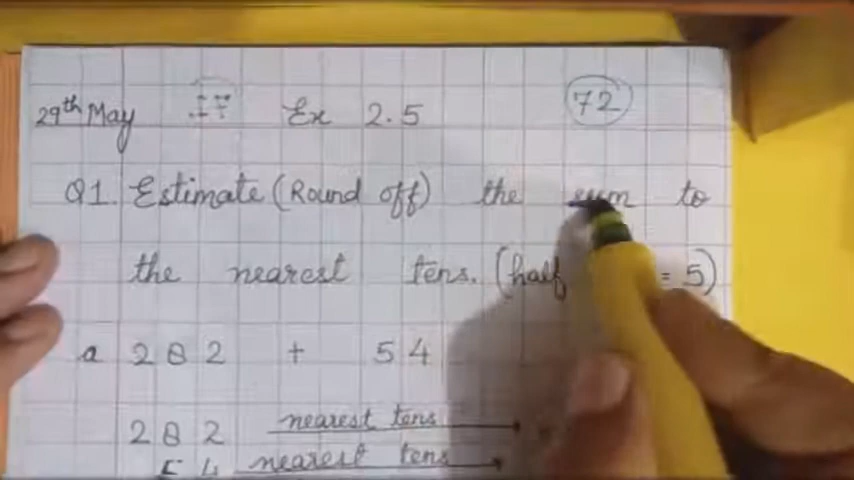 29th May Ex 2.5 72
Q1. Estimate (Round off) the sum to
the nearest tens. (half = 5)
a 282 + 54
282 nearest tens
54 nearest tens